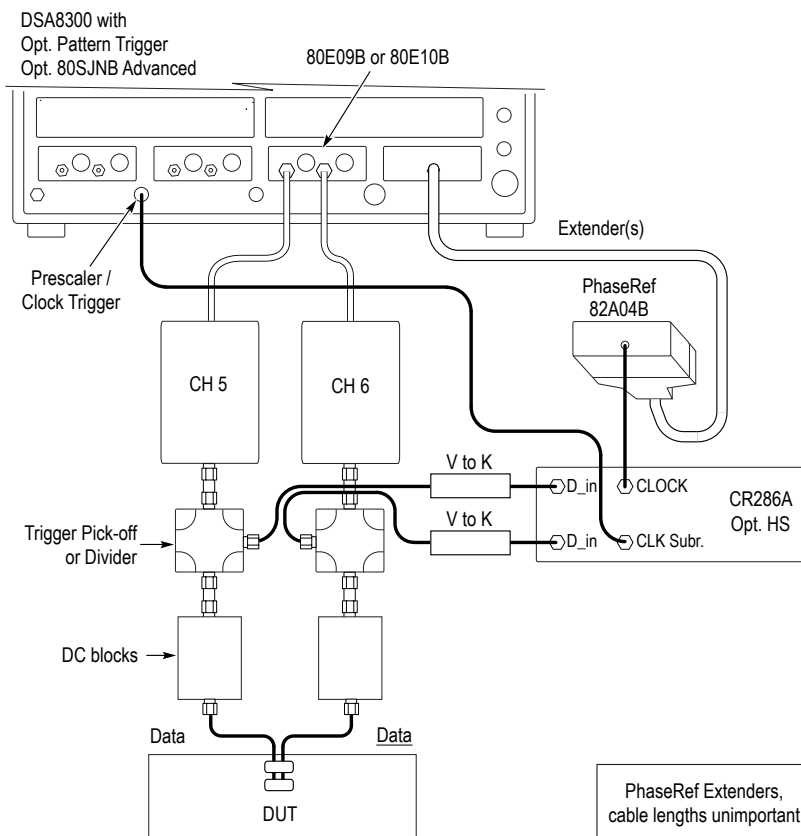 DSA8300 with
Opt. Pattern Trigger
Opt. 80SJNB Advanced
80E09B or 80E10B
Extender(s)
Prescaler /
Clock Trigger
PhaseRef
82A04B
CH 5
CH 6
V to K
D_in
CLOCK
CR286A
Opt. HS
Trigger Pick-off
or Divider
V to K
D_in
CLK Subr.
DC blocks
Data
Data
DUT
PhaseRef Extenders,
cable lengths unimportant